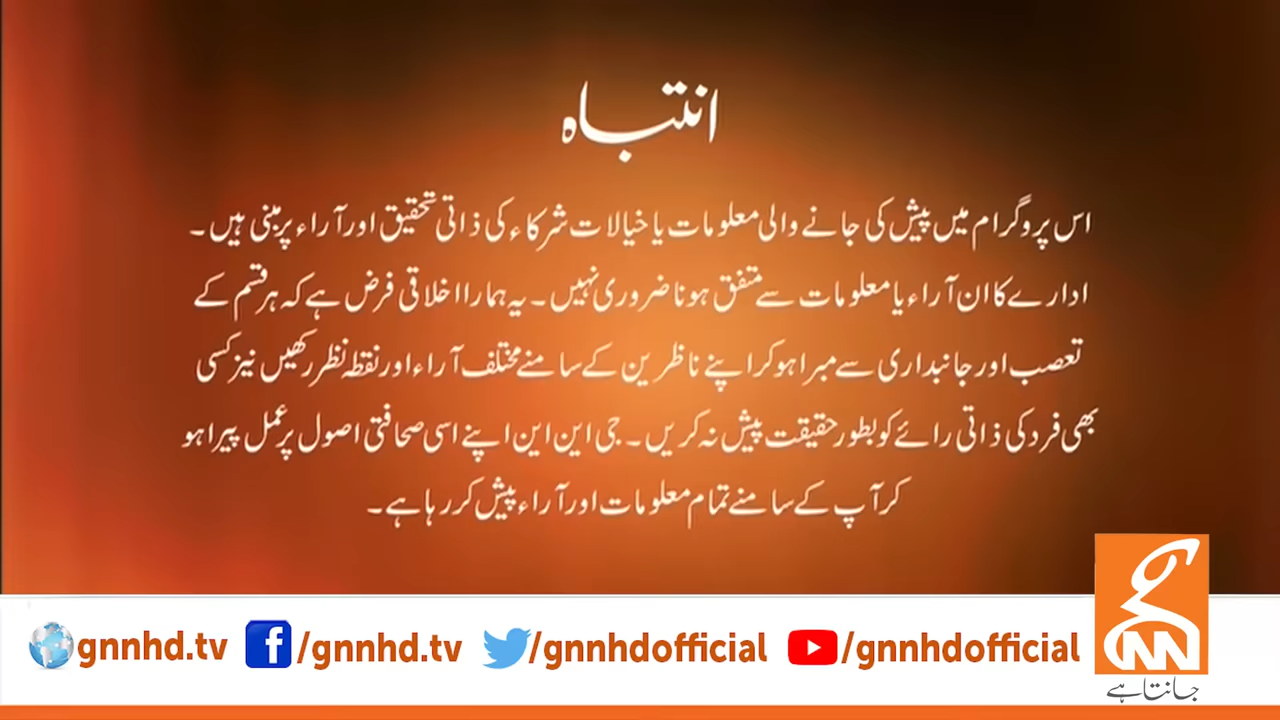 انتباہ
اس پروگرام میں پیش کی جانے والی معلومات یا خیالات شرکاء کی ذاتی تحقیق اور آراء پر مبنی ہیں۔
ادارے کا ان آراء یا معلومات سے متفق ہونا ضروری نہیں۔ یہ ہمارا اخلاقی فرض ہے کہ ہر قسم کے
تعصب اور جانبداری سے مبرا ہو کر اپنے ناظرین کے سامنے مختلف آراء اور نقطہ نظر رکھیں نیز کسی
بھی فرد کی ذاتی رائے کو بطور حقیقت پیش نہ کریں۔ جی این این اپنے اسی صحافتی اصول پر عمل پیرا ہو
کر آپ کے سامنے تمام معلومات اور آراء پیش کر رہا ہے۔
gnnhd.tv /gnnhd.tv /gnnhdofficial /gnnhdofficial
GNN
جانتا ہے